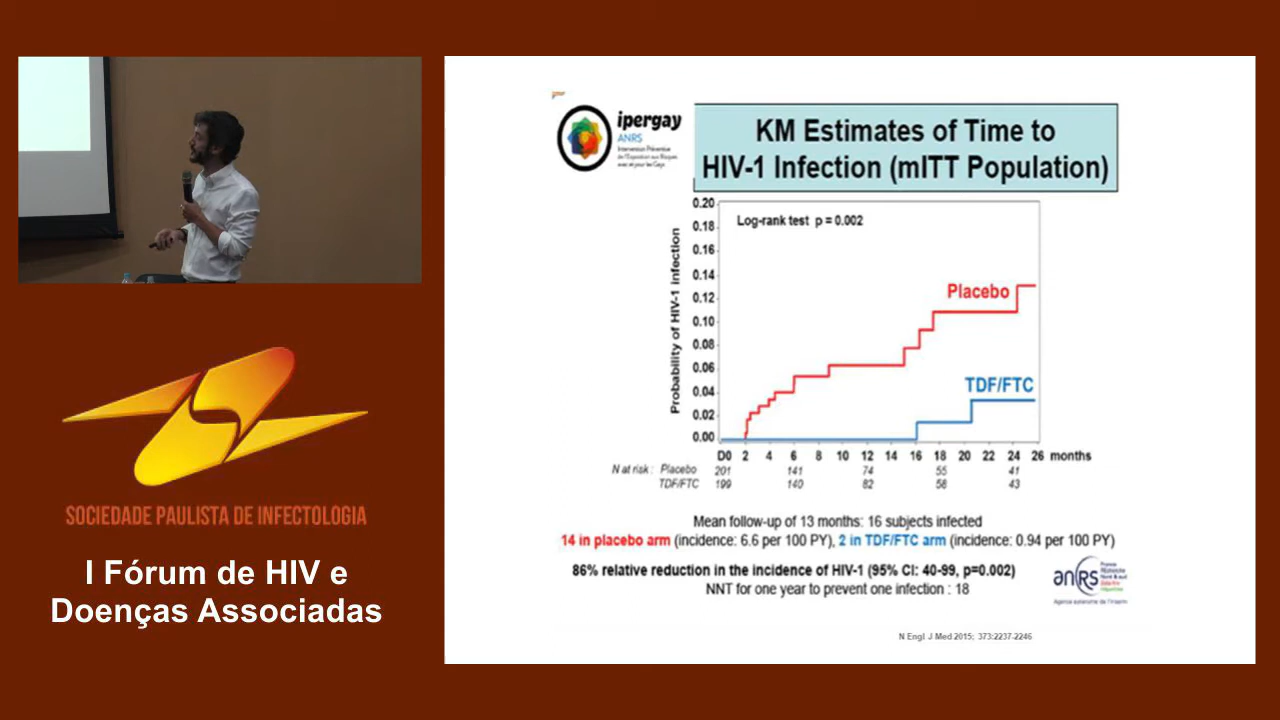 ipergay
ANRS
Intervention Préventive
de l'Exposition aux Risques
avec et pour les Gays
KM Estimates of Time to
HIV-1 Infection (mITT Population)
Log-rank test p = 0.002
Probability of HIV-1 infection
0.20
0.18
0.16
0.14
0.12
0.10
0.08
0.06
0.04
0.02
0.00
Placebo
TDF/FTC
D0 2 4 6 8 10 12 14 16 18 20 22 24 26 months
N at risk : Placebo 201 141 74 55 41
TDF/FTC 199 140 82 58 43
Mean follow-up of 13 months: 16 subjects infected
14 in placebo arm (incidence: 6.6 per 100 PY), 2 in TDF/FTC arm (incidence: 0.94 per 100 PY)
86% relative reduction in the incidence of HIV-1 (95% CI: 40-99, p=0.002)
NNT for one year to prevent one infection : 18
anRS
Agence autonome de l'Inserm
N Engl J Med 2015; 373:2237-2246
SOCIEDADE PAULISTA DE INFECTOLOGIA
I Fórum de HIV e
Doenças Associadas